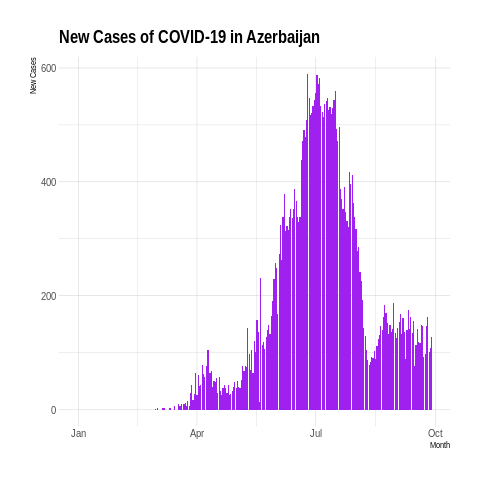 New Cases of COVID-19 in Azerbaijan
New Cases
600
400
200
0
Jan Apr Jul Oct
Month